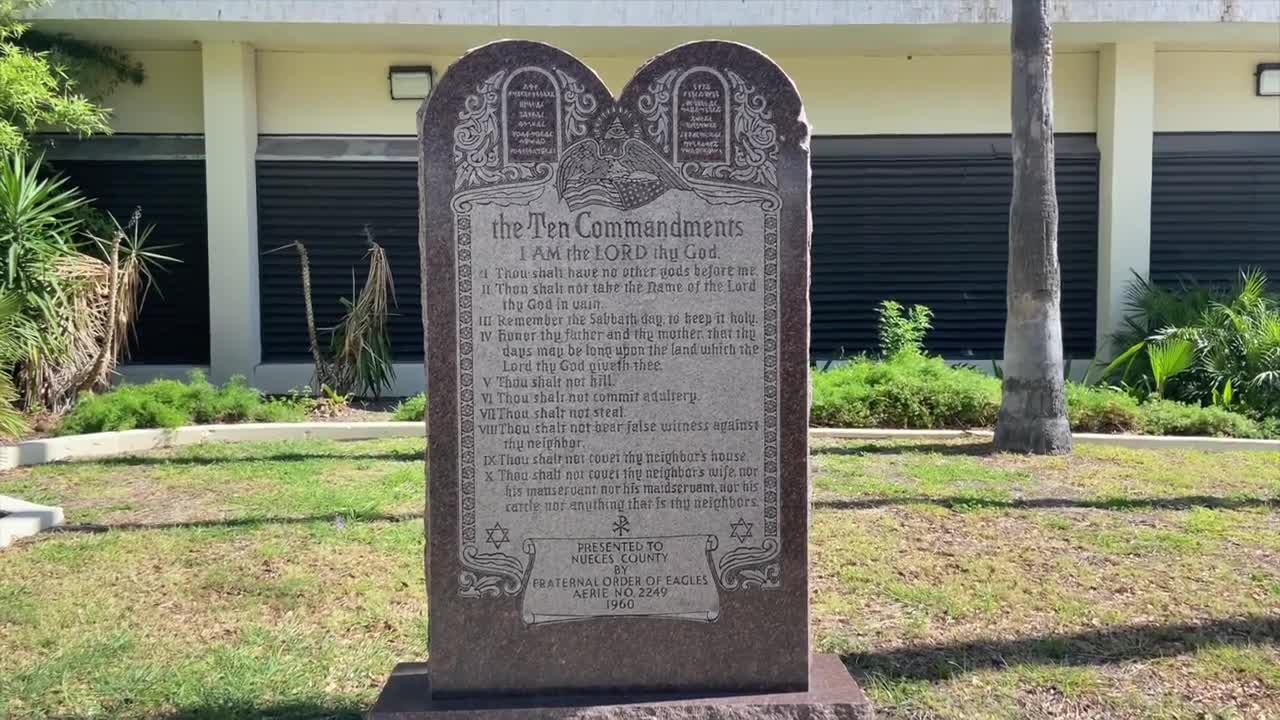 the Ten Commandments
I AM the LORD thy God.
I Thou shalt have no other gods before me.
II Thou shalt not take the Name of the Lord
thy God in vain.
III Remember the Sabbath day, to keep it holy.
IV Honor thy father and thy mother, that thy
days may be long upon the land which the
Lord thy God giveth thee.
V Thou shalt not kill.
VI Thou shalt not commit adultery.
VII Thou shalt not steal.
VIII Thou shalt not bear false witness against
thy neighbor.
IX Thou shalt not covet thy neighbor's house.
X Thou shalt not covet thy neighbor's wife, nor
his manservant nor his maidservant, nor his
cattle, nor anything that is thy neighbors.
PRESENTED TO
NUECES COUNTY
BY
FRATERNAL ORDER OF EAGLES
AERIE NO. 2249
1960